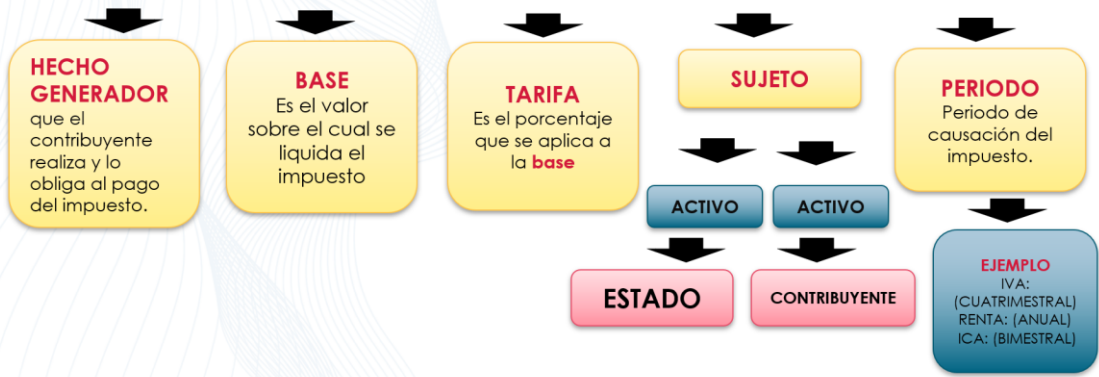 HECHO
GENERADOR
que el
contribuyente
realiza y lo
obliga al pago
del impuesto.
BASE
Es el valor
sobre el cual se
liquida el
impuesto
TARIFA
Es el porcentaje
que se aplica a
la base
SUJETO
ACTIVO
ACTIVO
ESTADO
CONTRIBUYENTE
PERIODO
Periodo de
causación del
impuesto.
EJEMPLO
IVA:
(CUATRIMESTRAL)
RENTA: (ANUAL)
ICA: (BIMESTRAL)